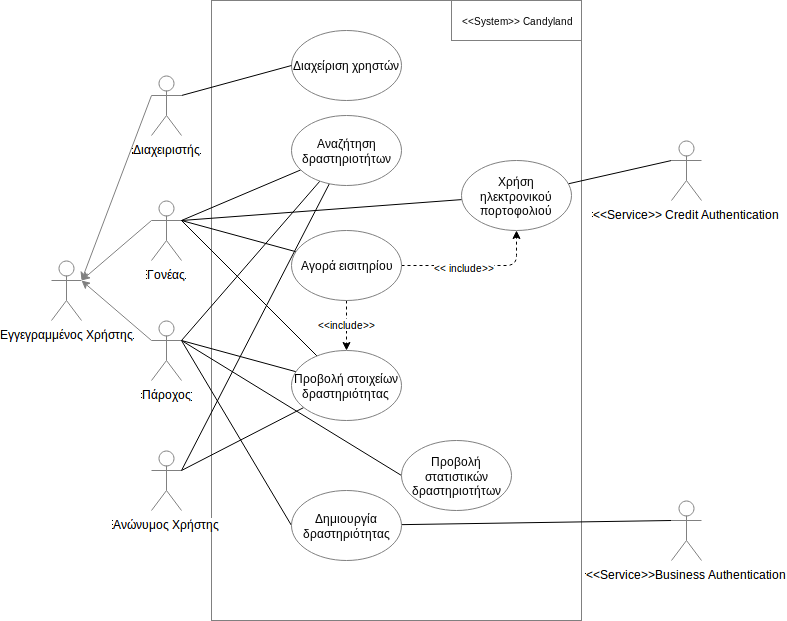 <<System>> Candyland
Διαχείριση χρηστών
:Διαχειριστής.
Αναζήτηση
δραστηριοτήτων
Χρήση
ηλεκτρονικού
πορτοφολιού
:<<Service>> Credit Authentication
:Γονέας.
Αγορά εισιτηρίου
<< include>>
Εγγεγραμμένος Χρήστης.
<<include>>
:Πάροχος:
Προβολή στοιχείων
δραστηριότητας
Προβολή
στατιστικών
δραστηριοτήτων
:Ανώνυμος Χρήστης
Δημιουργία
δραστηριότητας
:<<Service>>Business Authentication